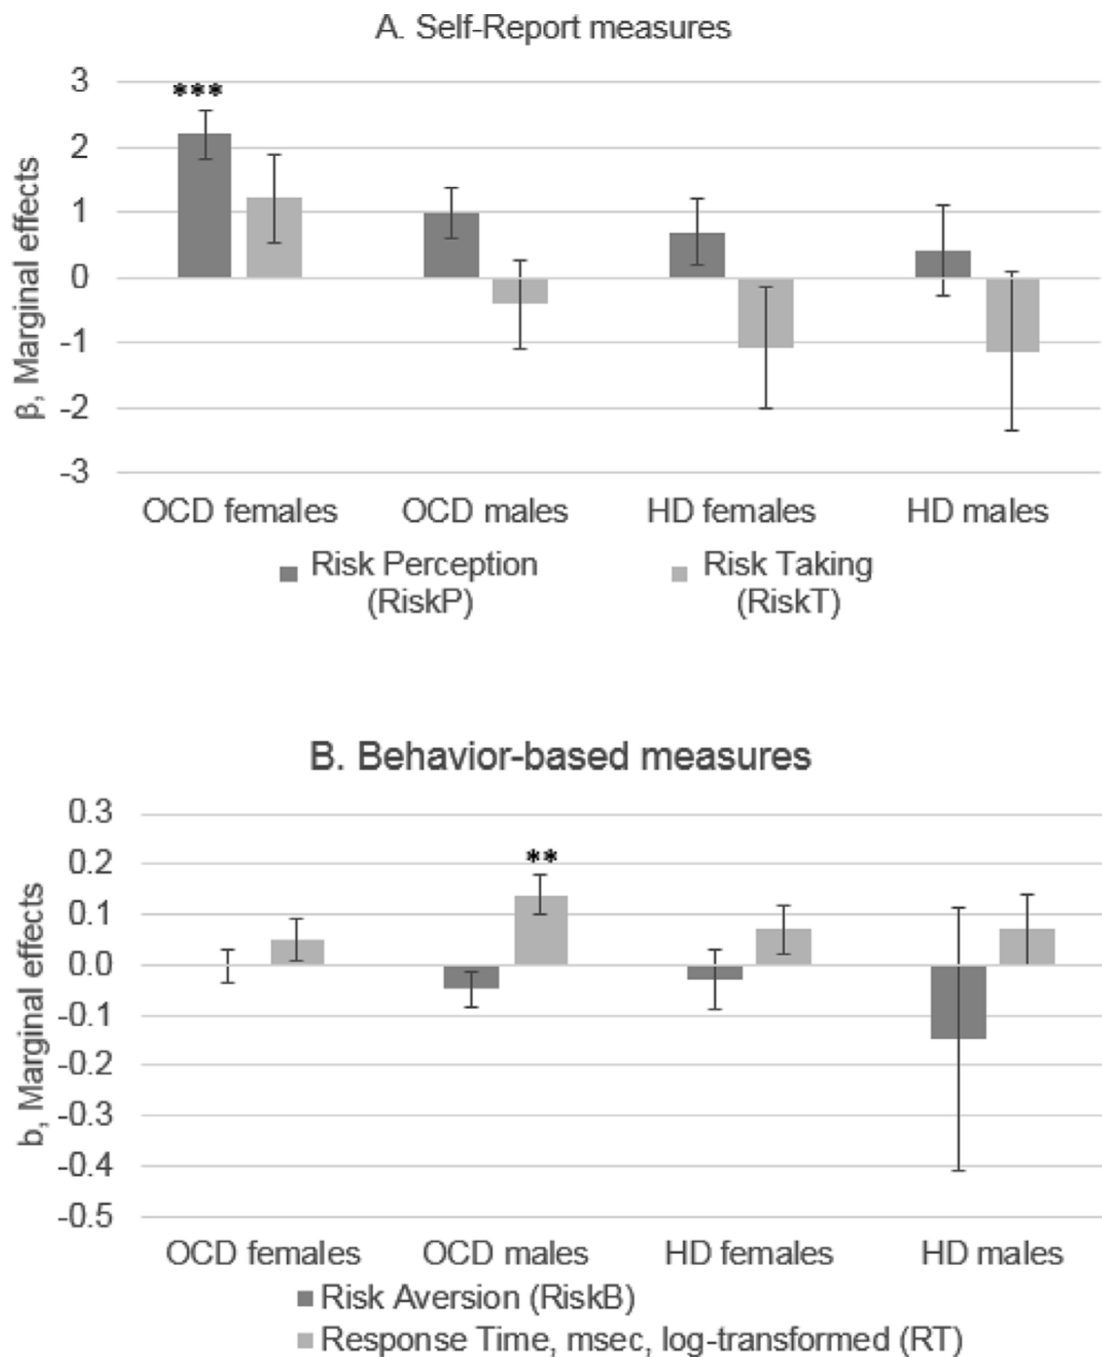 A. Self-Report measures
3
***
2
1
0
-1
-2
-3
β, Marginal effects
OCD females OCD males HD females HD males
Risk Perception (RiskP)
Risk Taking (RiskT)
B. Behavior-based measures
0.3
0.2
**
0.1
0.0
-0.1
-0.2
-0.3
-0.4
-0.5
b, Marginal effects
OCD females OCD males HD females HD males
Risk Aversion (RiskB)
Response Time, msec, log-transformed (RT)